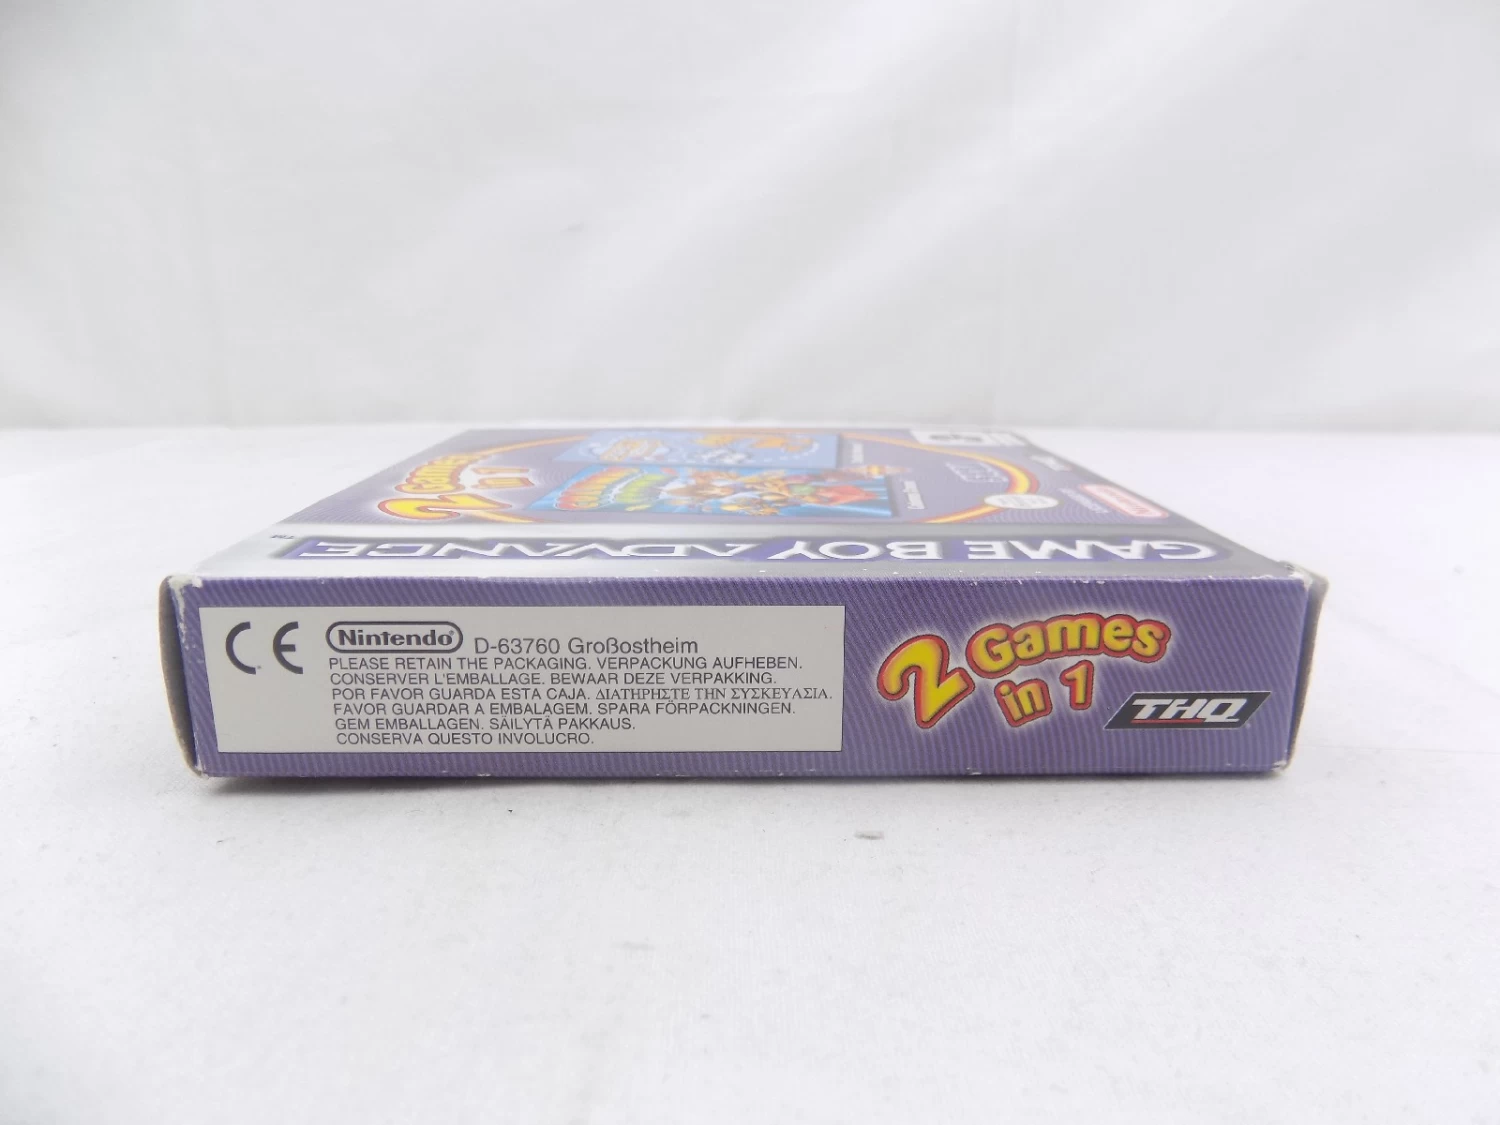 2 Games in 1
Nintendo
GAME BOY ADVANCE™
CE
Nintendo® D-63760 Großostheim
PLEASE RETAIN THE PACKAGING. VERPACKUNG AUFHEBEN.
CONSERVER L'EMBALLAGE. BEWAAR DEZE VERPAKKING.
POR FAVOR GUARDA ESTA CAJA. ΔΙΑΤΗΡΗΣΤΕ ΤΗΝ ΣΥΣΚΕΥΑΣΙΑ.
FAVOR GUARDAR A EMBALAGEM. SPARA FÖRPACKNINGEN.
GEM EMBALLAGEN. SÄILYTÄ PAKKAUS.
CONSERVA QUESTO INVOLUCRO.
2 Games
in 1
THQ